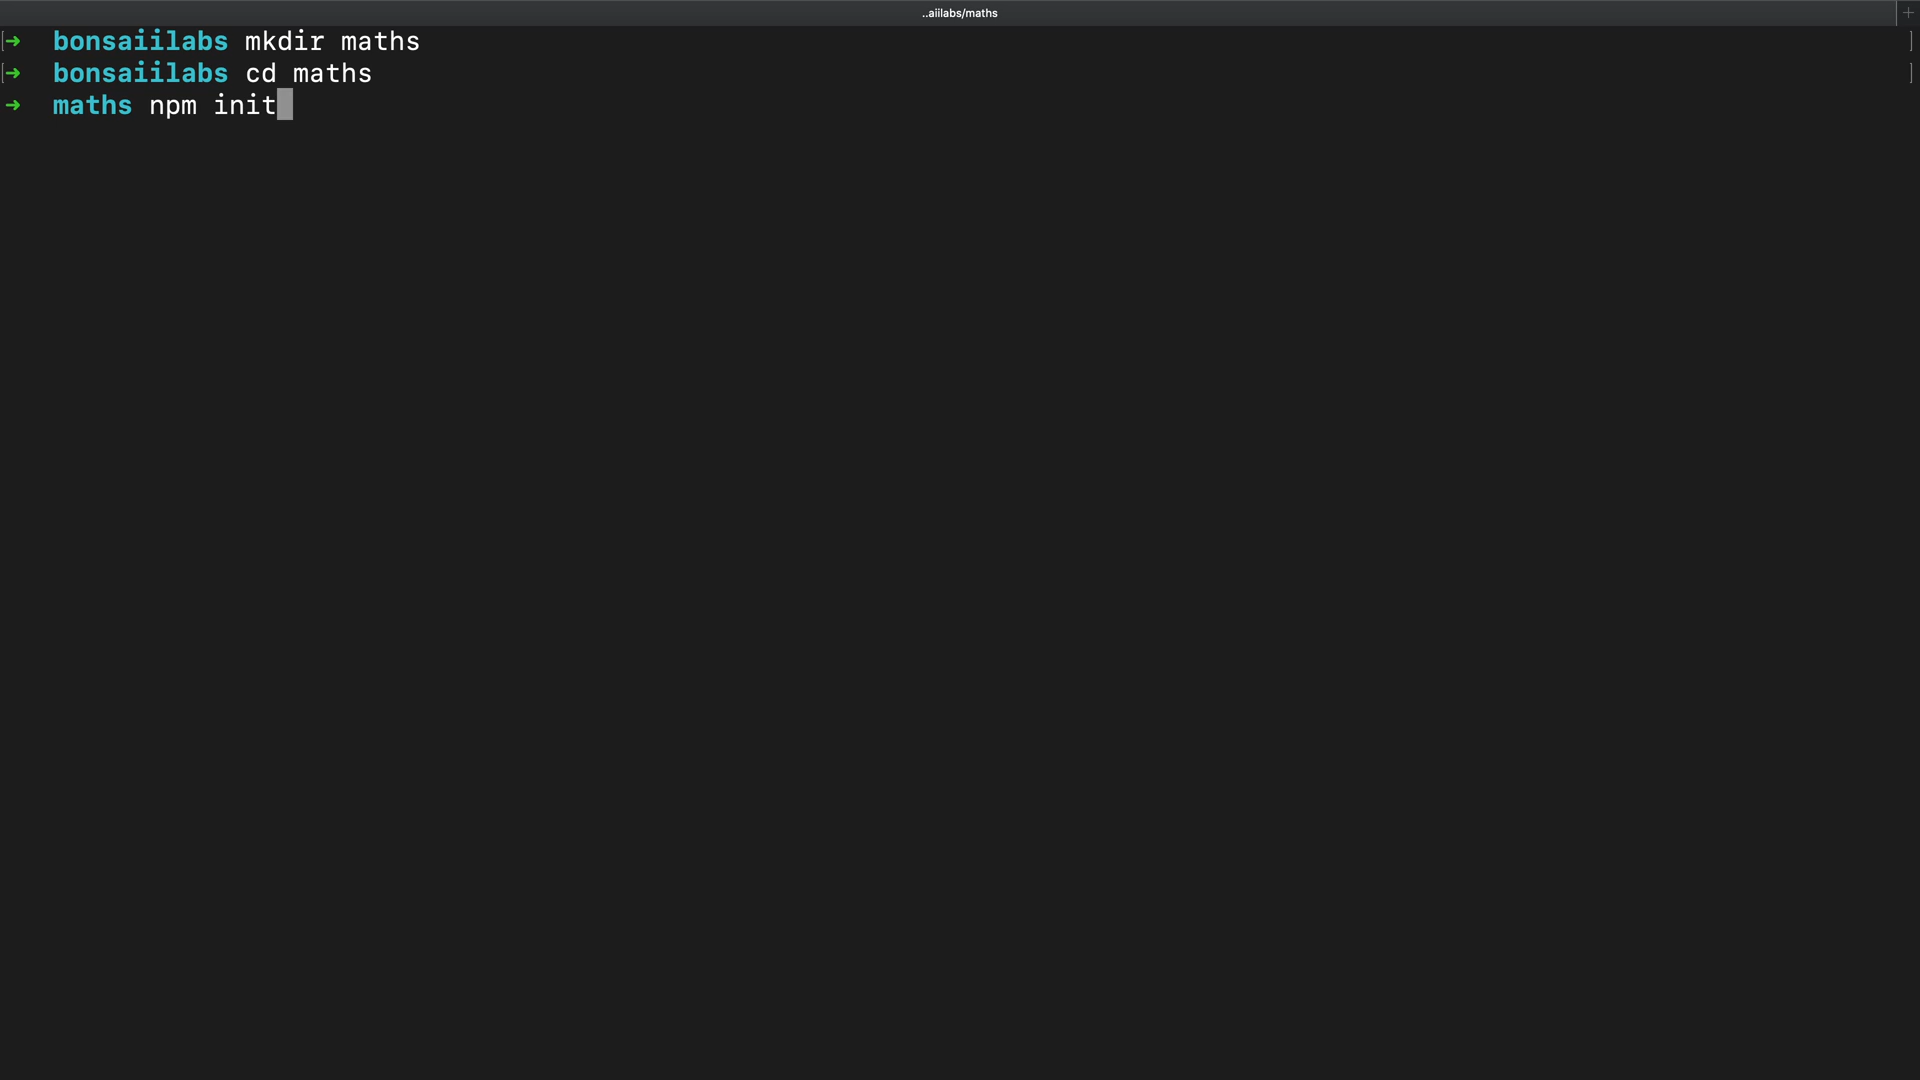 ..aiilabs/maths
[➜ bonsaiilabs mkdir maths ]
[➜ bonsaiilabs cd maths ]
➜ maths npm init